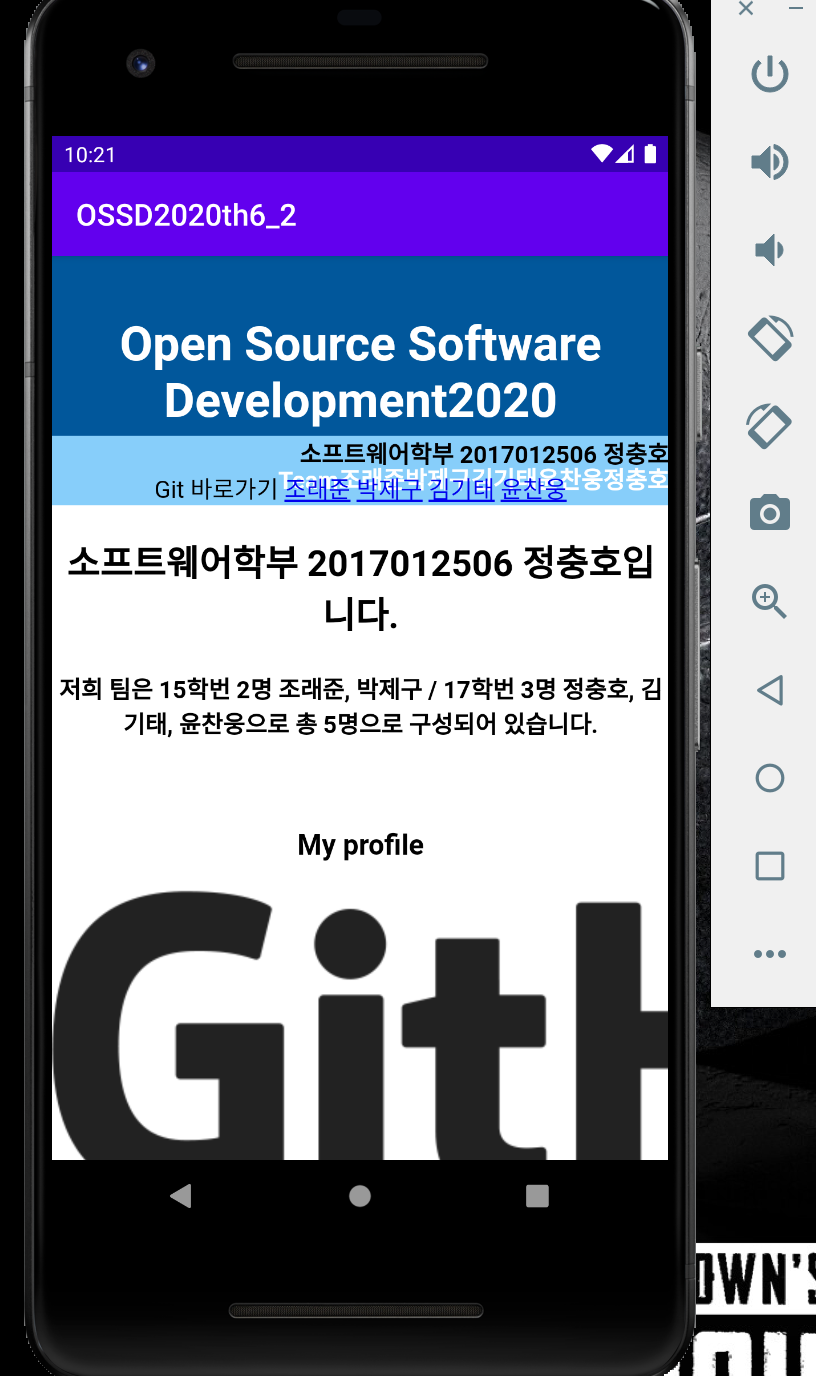 10:21
OSSD2020th6_2
Open Source Software
Development2020
소프트웨어학부 2017012506 정충호
Team조래준박제구김기태윤찬웅정충호
Git 바로가기 조래준 박제구 김기태 윤찬웅
소프트웨어학부 2017012506 정충호입
니다.
저희 팀은 15학번 2명 조래준, 박제구 / 17학번 3명 정충호, 김
기태, 윤찬웅으로 총 5명으로 구성되어 있습니다.
My profile
Gith
OWN'S